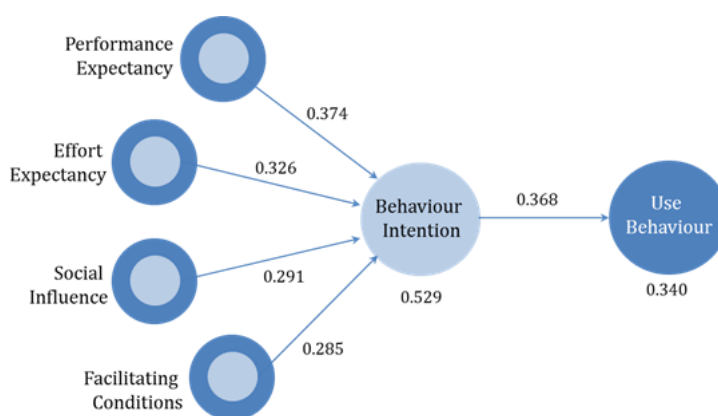 Performance
Expectancy
0.374
Effort
Expectancy
0.326
Behaviour
Intention
0.368
Use
Behaviour
Social
Influence
0.291
0.529
0.340
0.285
Facilitating
Conditions